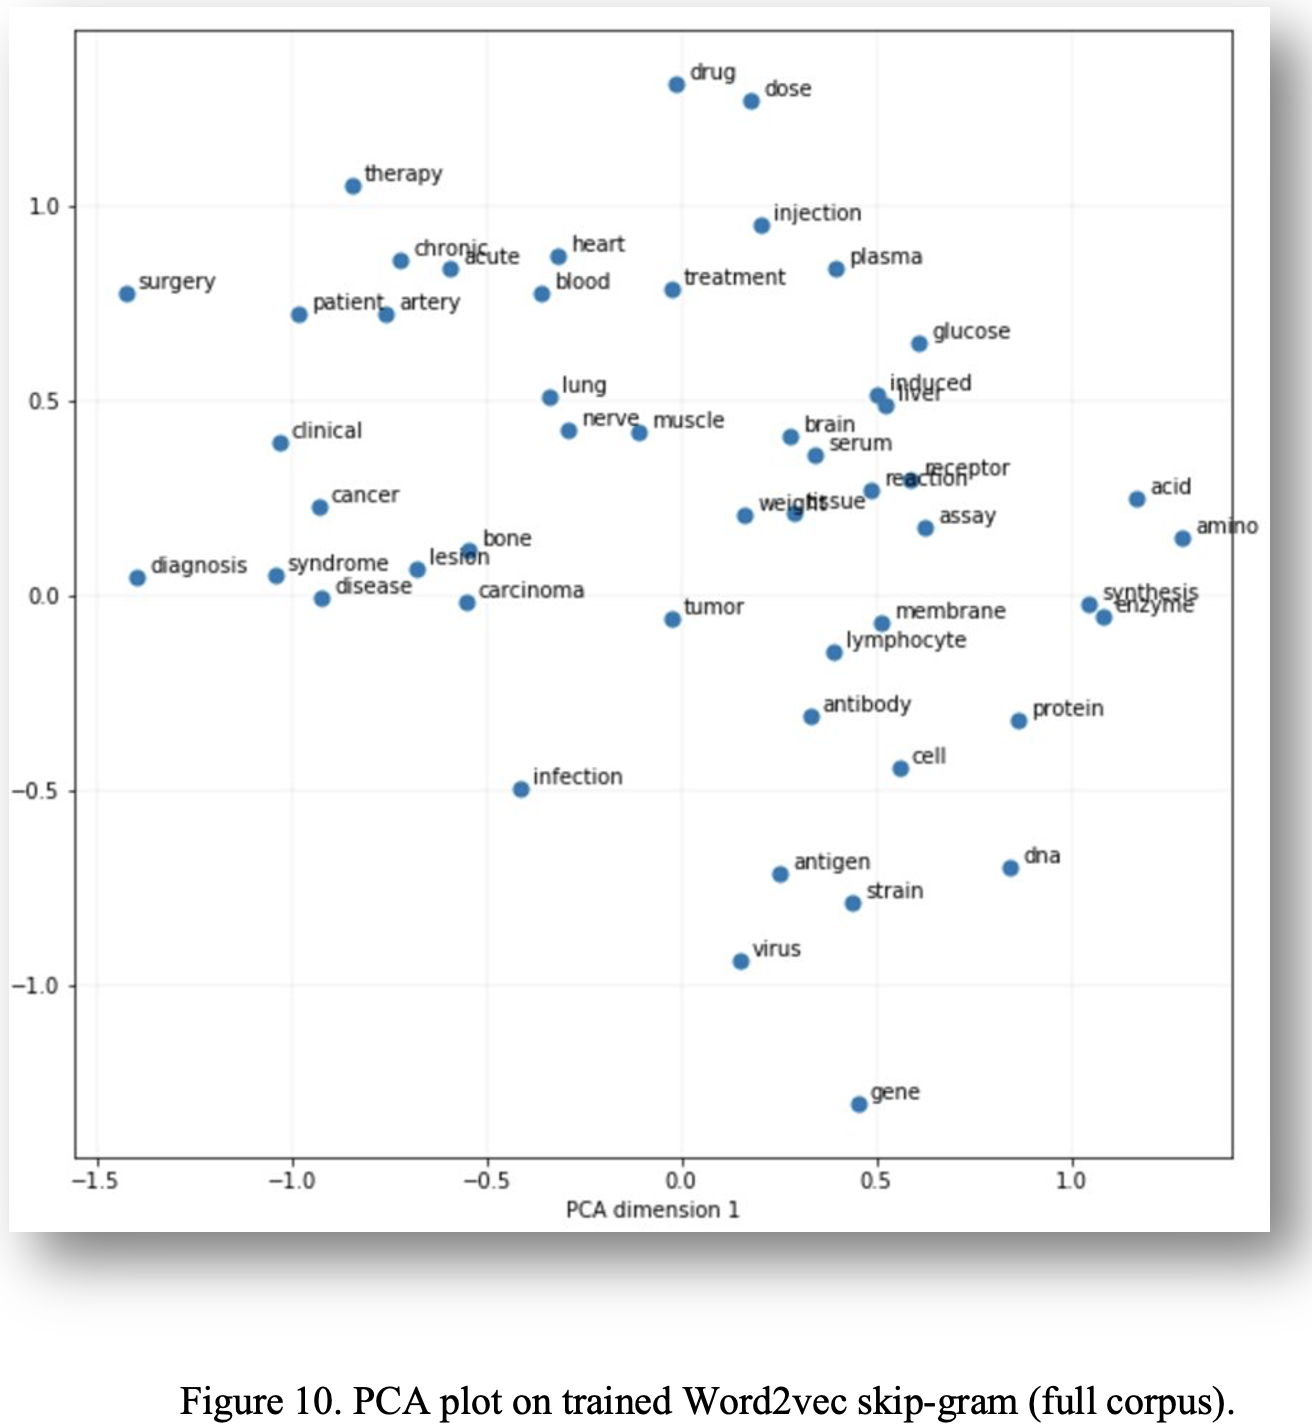 drug
dose
therapy
1.0
injection
chronic
acute
heart
plasma
surgery
blood
treatment
patient
artery
glucose
lung
induced
liver
0.5
nerve
muscle
clinical
brain
serum
receptor
reaction
cancer
acid
weight
tissue
assay
amino
bone
lesion
diagnosis
syndrome
disease
carcinoma
0.0
synthesis
enzyme
tumor
membrane
lymphocyte
antibody
protein
cell
infection
−0.5
antigen
dna
strain
virus
−1.0
gene
−1.5 −1.0 −0.5 0.0 0.5 1.0
PCA dimension 1
Figure 10. PCA plot on trained Word2vec skip-gram (full corpus).